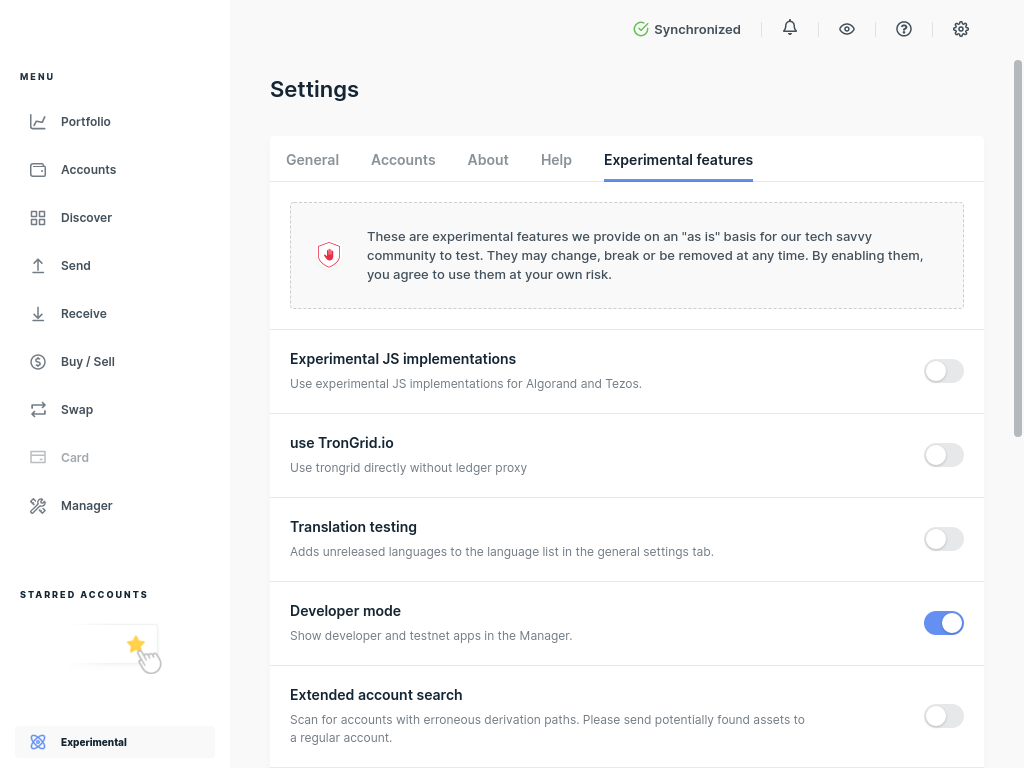 Synchronized
MENU
Portfolio
Accounts
Discover
Send
Receive
Buy / Sell
Swap
Card
Manager
STARRED ACCOUNTS
Experimental
Settings
General Accounts About Help Experimental features
These are experimental features we provide on an "as is" basis for our tech savvy
community to test. They may change, break or be removed at any time. By enabling them,
you agree to use them at your own risk.
Experimental JS implementations
Use experimental JS implementations for Algorand and Tezos.
use TronGrid.io
Use trongrid directly without ledger proxy
Translation testing
Adds unreleased languages to the language list in the general settings tab.
Developer mode
Show developer and testnet apps in the Manager.
Extended account search
Scan for accounts with erroneous derivation paths. Please send potentially found assets to
a regular account.